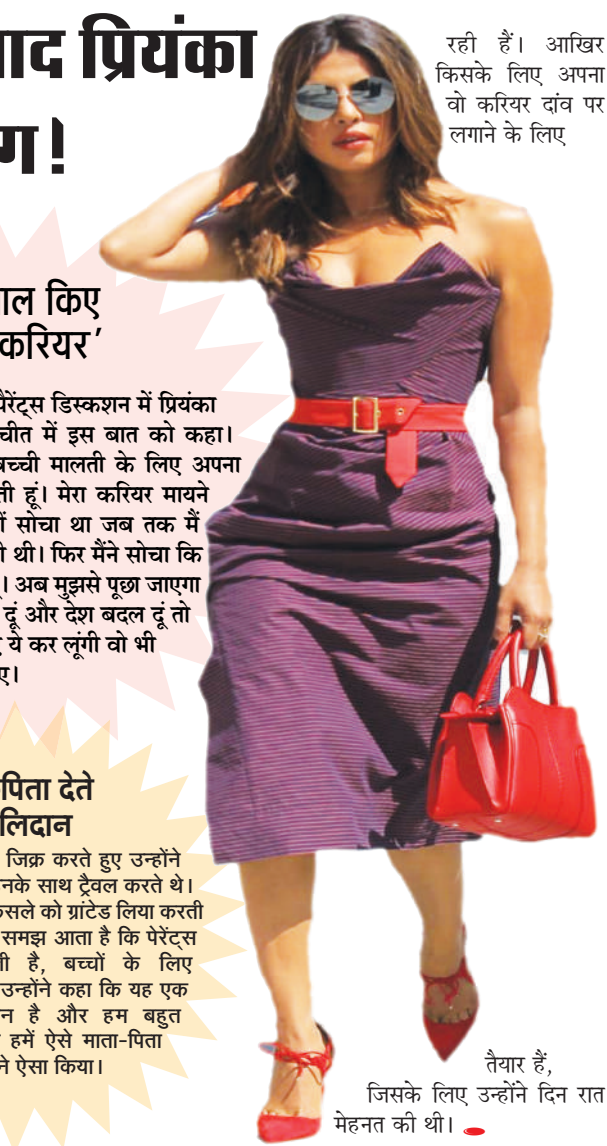 ाद प्रियंका
ग!
रही हैं। आखिर
किसके लिए अपना
वो करियर दांव पर
लगाने के लिए
ाल किए
करियर’
पैरेंट्स डिस्कशन में प्रियंका
चीत में इस बात को कहा।
बच्ची मालती के लिए अपना
ती हूं। मेरा करियर मायने
ीं सोचा था जब तक मैं
ी थी। फिर मैंने सोचा कि
अब मुझसे पूछा जाएगा
दूं और देश बदल दूं तो
ये कर लूंगी वो भी
ए।
पिता देते
लिदान
जिक्र करते हुए उन्होंने
नके साथ ट्रैवल करते थे।
फैसले को ग्रांटेड लिया करती
समझ आता है कि पेरेंट्स
ी है, बच्चों के लिए
उन्होंने कहा कि यह एक
न है और हम बहुत
हमें ऐसे माता-पिता
ने ऐसा किया।
तैयार हैं,
जिसके लिए उन्होंने दिन रात
मेहनत की थी।